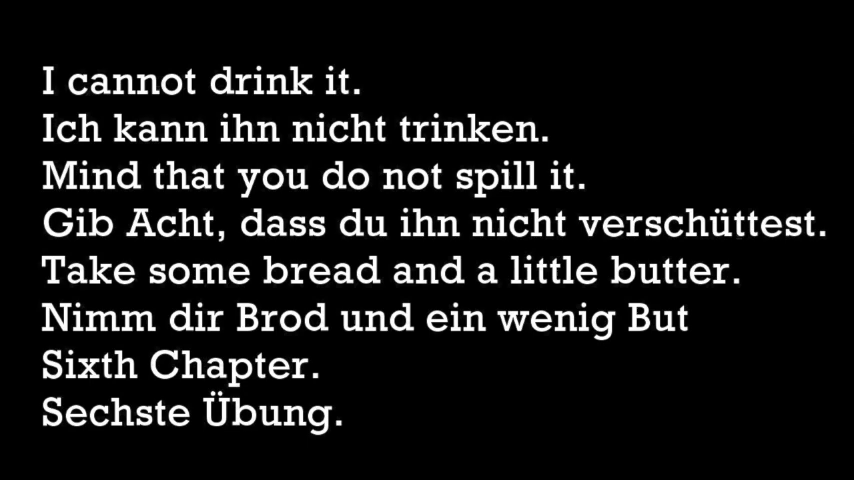 I cannot drink it.
Ich kann ihn nicht trinken.
Mind that you do not spill it.
Gib Acht, dass du ihn nicht verschüttest.
Take some bread and a little butter.
Nimm dir Brod und ein wenig But
Sixth Chapter.
Sechste Übung.